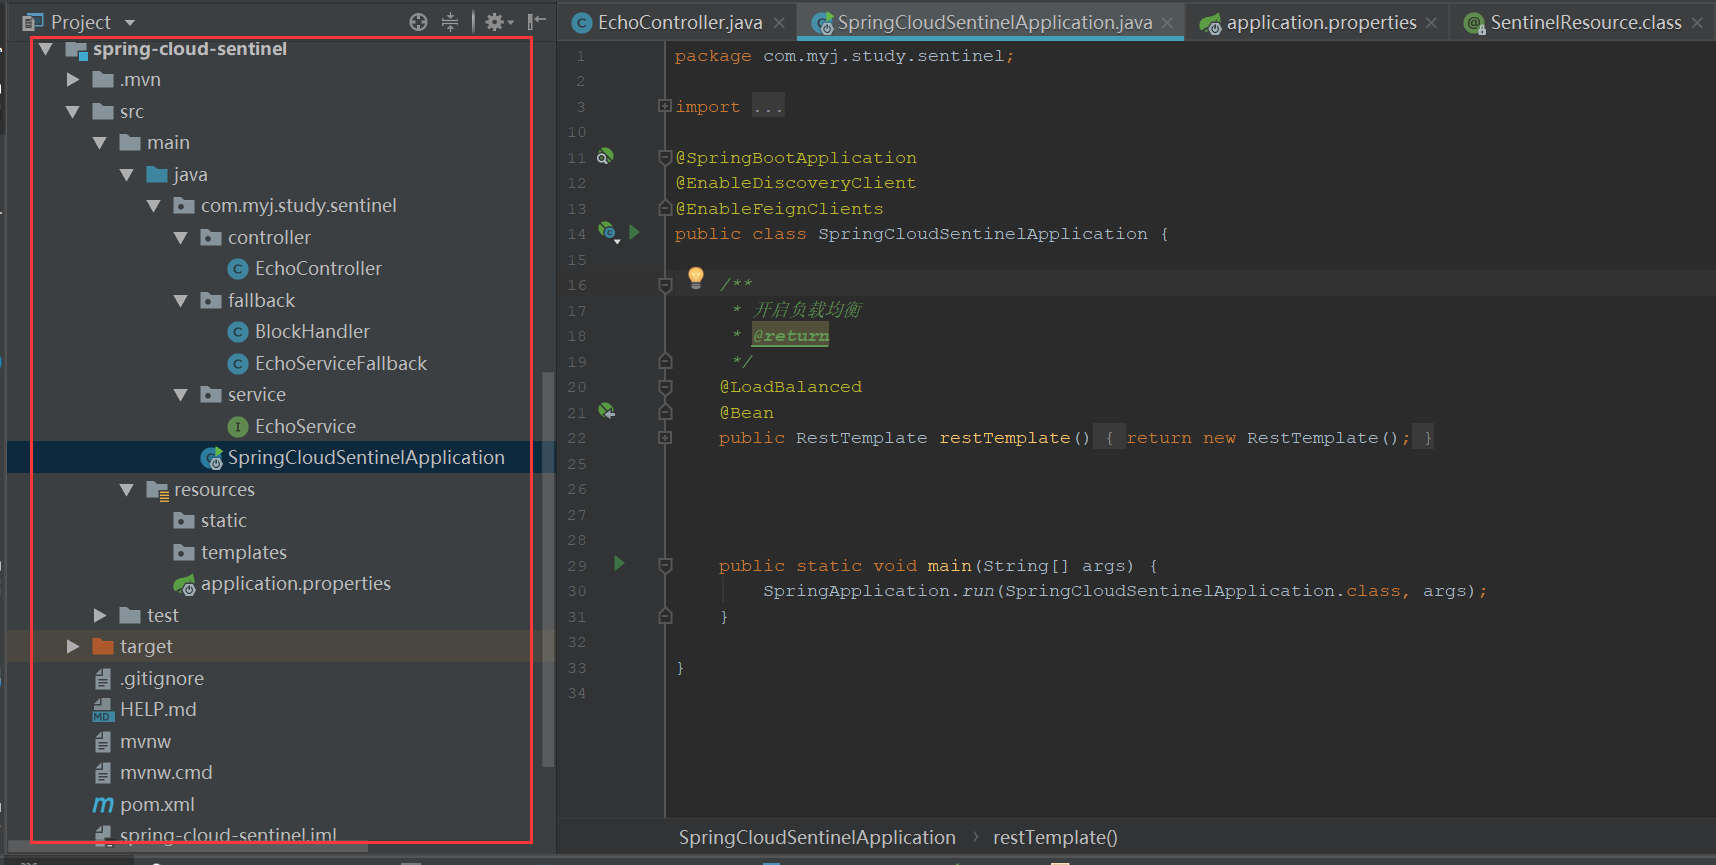 Project
spring-cloud-sentinel
.mvn
src
main
java
com.myj.study.sentinel
controller
EchoController
fallback
BlockHandler
EchoServiceFallback
service
EchoService
SpringCloudSentinelApplication
resources
static
templates
application.properties
test
target
.gitignore
HELP.md
mvnw
mvnw.cmd
pom.xml
spring-cloud-sentinel.iml
EchoController.java SpringCloudSentinelApplication.java application.properties SentinelResource.class
1 package com.myj.study.sentinel;
2
3 import ...
10
11 @SpringBootApplication
12 @EnableDiscoveryClient
13 @EnableFeignClients
14 public class SpringCloudSentinelApplication {
15
16 /**
17 * 开启负载均衡
18 * @return
19 */
20 @LoadBalanced
21 @Bean
22 public RestTemplate restTemplate() { return new RestTemplate(); }
25
26
27
28
29 public static void main(String[] args) {
30 SpringApplication.run(SpringCloudSentinelApplication.class, args);
31 }
32
33 }
34
SpringCloudSentinelApplication › restTemplate()